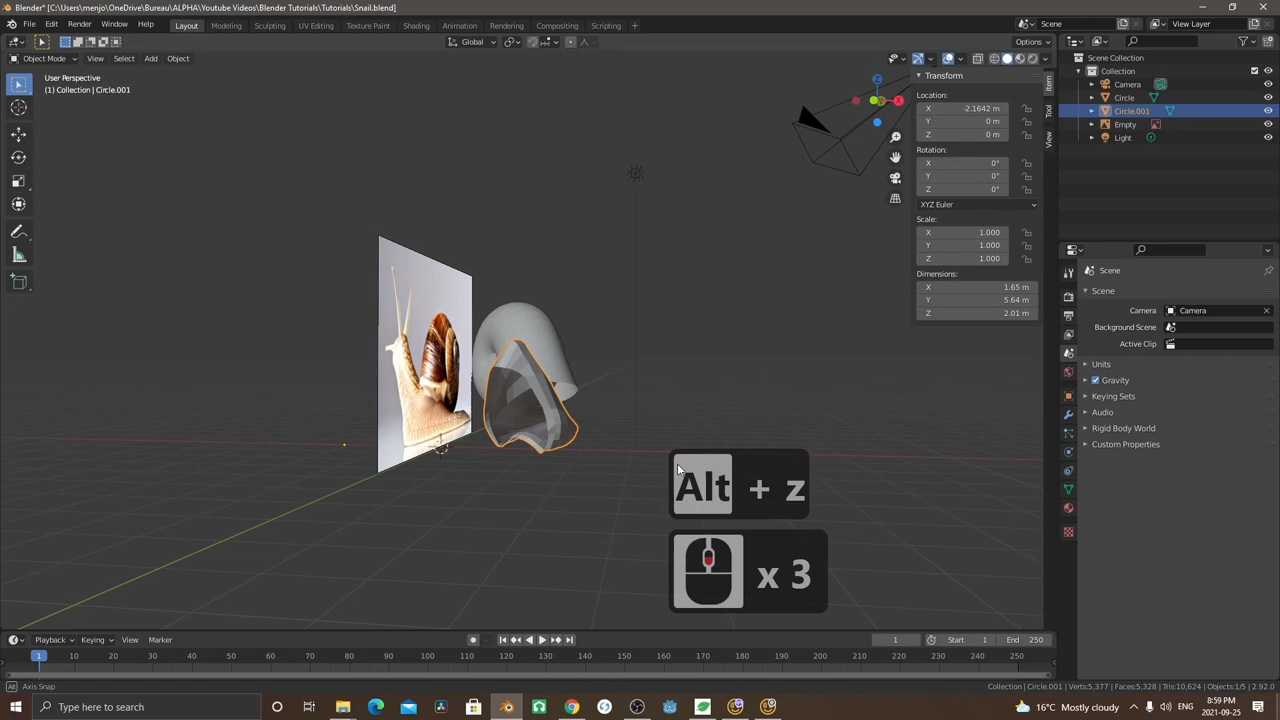 Blender* [C:\Users\menjo\OneDrive\Bureau\ALPHA\Youtube Videos\Blender Tutorials\Tutorials\Snail.blend]
File Edit Render Window Help Layout Modeling Sculpting UV Editing Texture Paint Shading Animation Rendering Compositing Scripting + Scene View Layer
Global Options
Object Mode View Select Add Object
User Perspective
(1) Collection | Circle.001
Transform
Location:
X -2.1642 m
Y 0 m
Z 0 m
Rotation:
X 0°
Y 0°
Z 0°
XYZ Euler
Scale:
X 1.000
Y 1.000
Z 1.000
Dimensions:
X 1.65 m
Y 5.64 m
Z 2.01 m
Item
Tool
View
Z
X
Scene Collection
Collection
Camera
Circle
Circle.001
Empty
Light
Scene
Scene
Camera Camera
Background Scene
Active Clip
Units
Gravity
Keying Sets
Audio
Rigid Body World
Custom Properties
Alt + z
x 3
Playback Keying View Marker 1 Start 1 End 250
1 10 20 30 40 50 60 70 80 90 100 110 120 130 140 150 160 170 180 190 200 210 220 230 240 250
Alt Axis Snap Collection | Circle.001 | Verts:5,377 | Faces:5,328 | Tris:10,624 | Objects:1/5 | 2.92.0
Type here to search 16°C Mostly cloudy 8:59 PM
2021-09-25